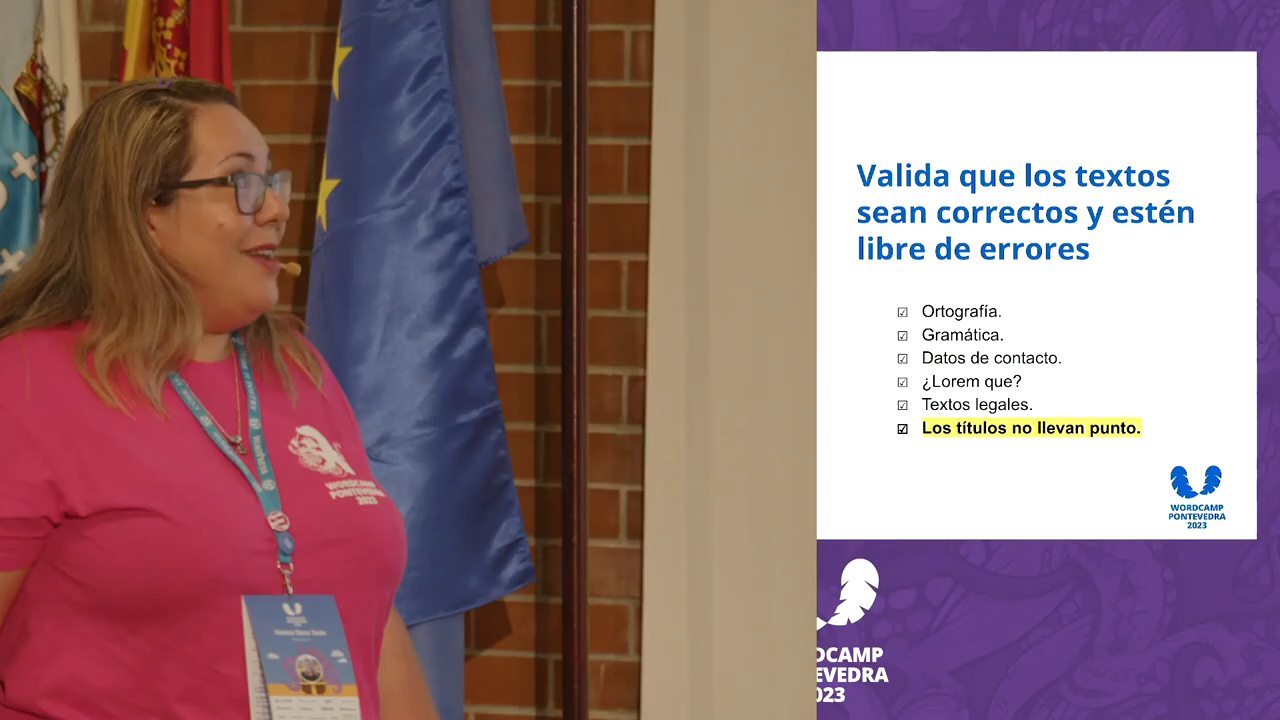 Valida que los textos
sean correctos y estén
libre de errores
☑ Ortografía.
☑ Gramática.
☑ Datos de contacto.
☑ ¿Lorem que?
☑ Textos legales.
☑ Los títulos no llevan punto.
WORDCAMP
PONTEVEDRA
2023
WORDCAMP
PONTEVEDRA
2023
DCAMP
EVEDRA
023